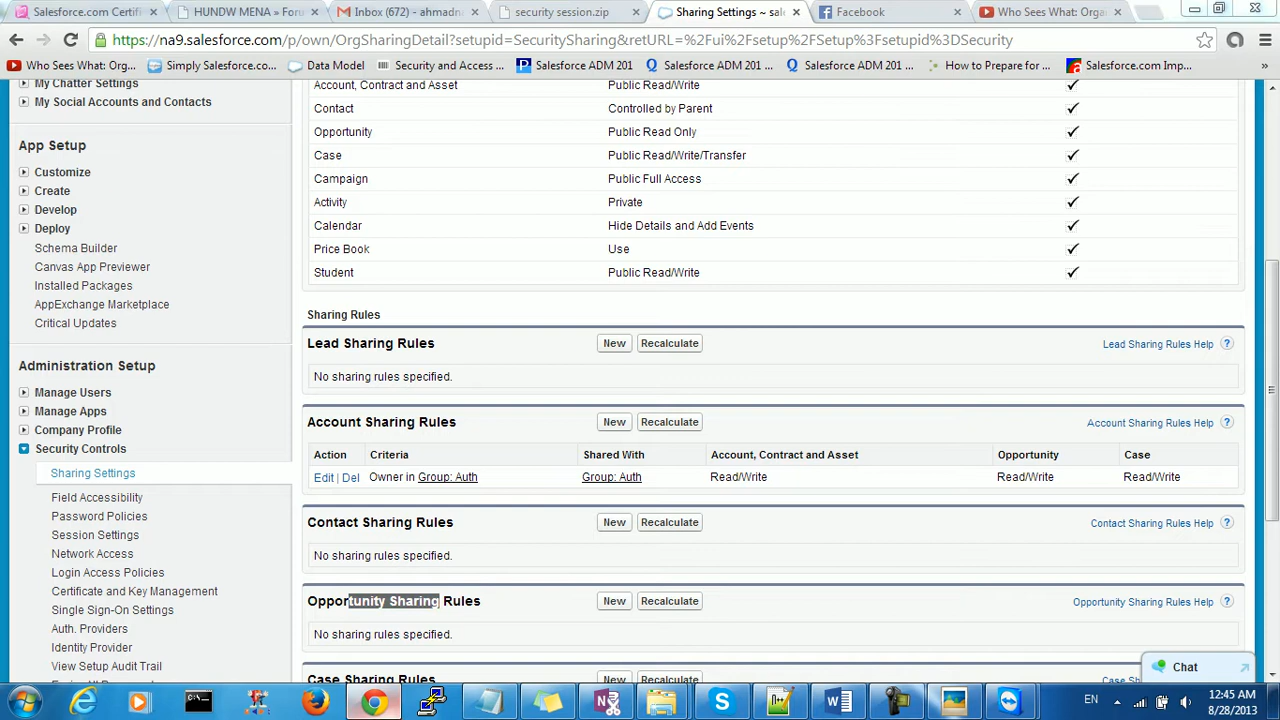 Salesforce.com Certifi
HUNDW MENA » Foru
Inbox (672) - ahmad
security session.zip
Sharing Settings ~ sale
Facebook
Who Sees What: Orga
https://na9.salesforce.com/p/own/OrgSharingDetail?setupid=SecuritySharing&retURL=%2Fui%2Fsetup%2FSetup%3Fsetupid%3DSecurity
Who Sees What: Org...
Simply Salesforce.co...
Data Model
Security and Access ...
Salesforce ADM 201
Salesforce ADM 201 ...
Salesforce ADM 201 ...
How to Prepare for ...
Salesforce.com Imp...
»
My Chatter Settings
My Social Accounts and Contacts
App Setup
Customize
Create
Develop
Deploy
Schema Builder
Canvas App Previewer
Installed Packages
AppExchange Marketplace
Critical Updates
Administration Setup
Manage Users
Manage Apps
Company Profile
Security Controls
Sharing Settings
Field Accessibility
Password Policies
Session Settings
Network Access
Login Access Policies
Certificate and Key Management
Single Sign-On Settings
Auth. Providers
Identity Provider
View Setup Audit Trail
Account, Contract and Asset Public Read/Write
Contact Controlled by Parent
Opportunity Public Read Only
Case Public Read/Write/Transfer
Campaign Public Full Access
Activity Private
Calendar Hide Details and Add Events
Price Book Use
Student Public Read/Write
Sharing Rules
Lead Sharing Rules New Recalculate Lead Sharing Rules Help ?
No sharing rules specified.
Account Sharing Rules New Recalculate Account Sharing Rules Help ?
Action Criteria Shared With Account, Contract and Asset Opportunity Case
Edit | Del Owner in Group: Auth Group: Auth Read/Write Read/Write Read/Write
Contact Sharing Rules New Recalculate Contact Sharing Rules Help ?
No sharing rules specified.
Opportunity Sharing Rules New Recalculate Opportunity Sharing Rules Help ?
No sharing rules specified.
Case Sharing Rules New Recalculate Case
Chat
EN
12:45 AM
8/28/2013